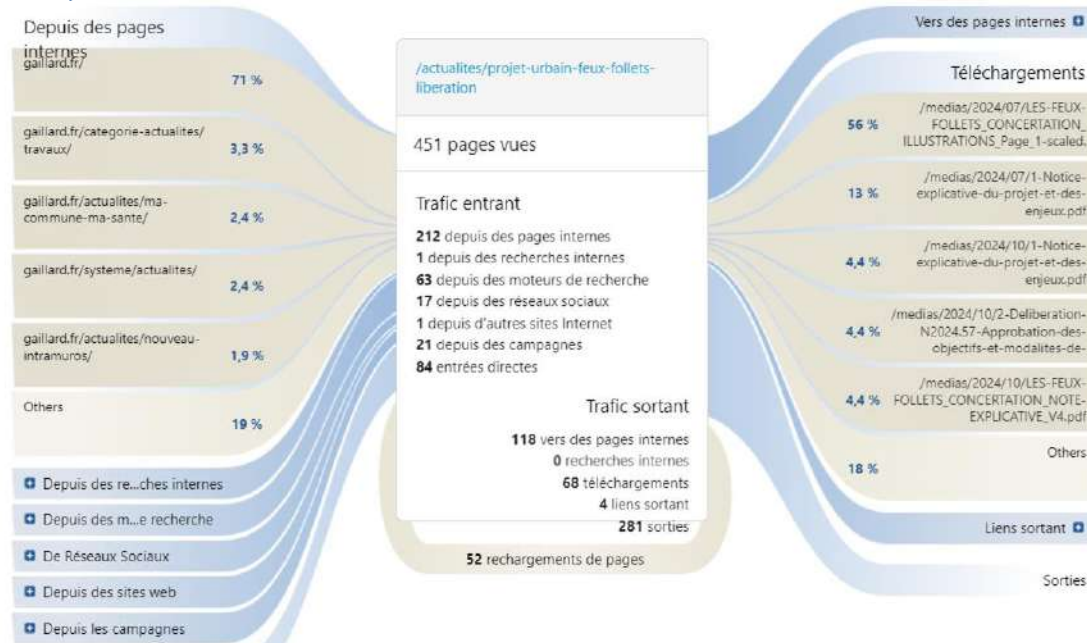 Depuis des pages
internes
gaillard.fr/
71 %
gaillard.fr/categorie-actualites/
travaux/
3,3 %
gaillard.fr/actualites/ma-
commune-ma-sante/
2,4 %
gaillard.fr/systeme/actualites/
2,4 %
gaillard.fr/actualites/nouveau-
intramuros/
1,9 %
Others
19 %
Depuis des re...ches internes
Depuis des m...e recherche
De Réseaux Sociaux
Depuis des sites web
Depuis les campagnes
/actualites/projet-urbain-feux-follets-
liberation
451 pages vues
Trafic entrant
212 depuis des pages internes
1 depuis des recherches internes
63 depuis des moteurs de recherche
17 depuis des réseaux sociaux
1 depuis d'autres sites Internet
21 depuis des campagnes
84 entrées directes
Trafic sortant
118 vers des pages internes
0 recherches internes
68 téléchargements
4 liens sortant
281 sorties
52 rechargements de pages
Vers des pages internes
Téléchargements
/medias/2024/07/LES-FEUX-
56 % FOLLETS_CONCERTATION_
ILLUSTRATIONS_Page_1-scaled.
/medias/2024/07/1-Notice-
13 % explicative-du-projet-et-des-
enjeux.pdf
/medias/2024/10/1-Notice-
4,4 % explicative-du-projet-et-des-
enjeux.pdf
/medias/2024/10/2-Deliberation-
4,4 % N2024.57-Approbation-des-
objectifs-et-modalites-de-
/medias/2024/10/LES-FEUX-
4,4 % FOLLETS_CONCERTATION_NOTE-
EXPLICATIVE_V4.pdf
Others
18 %
Liens sortant
Sorties